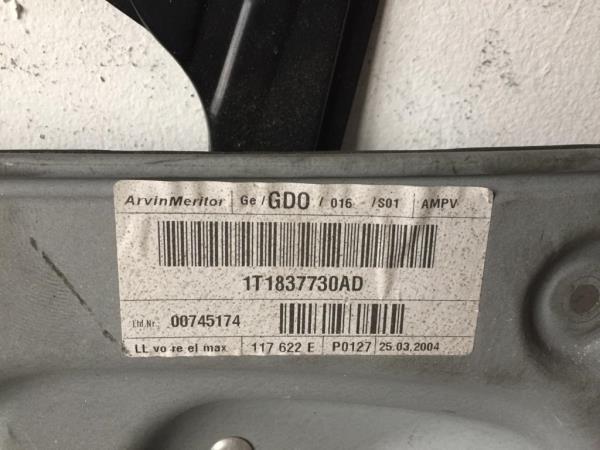 ArvinMeritor Ge / GDO / 016 / S01 AMPV
1T1837730AD
Lfd.Nr.: 00745174
LL vo re el max 117 622 E P0127 25.03.2004